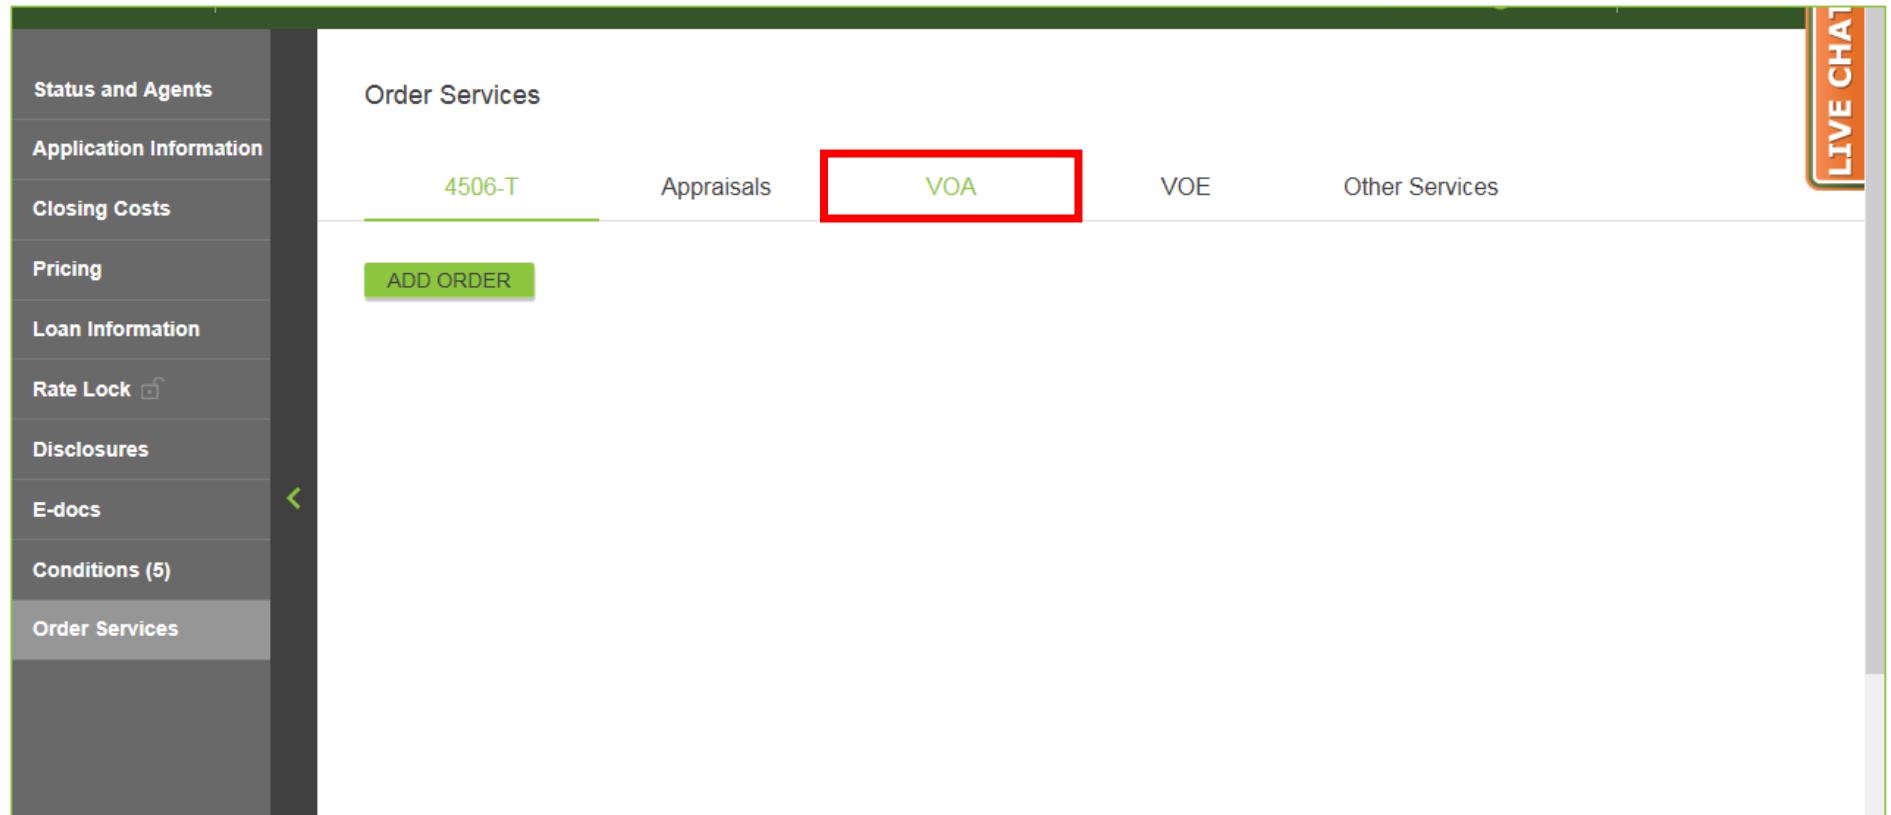 Status and Agents
Application Information
Closing Costs
Pricing
Loan Information
Rate Lock
Disclosures
E-docs
Conditions (5)
Order Services
Order Services
4506-T
Appraisals
VOA
VOE
Other Services
ADD ORDER
LIVE CHAT